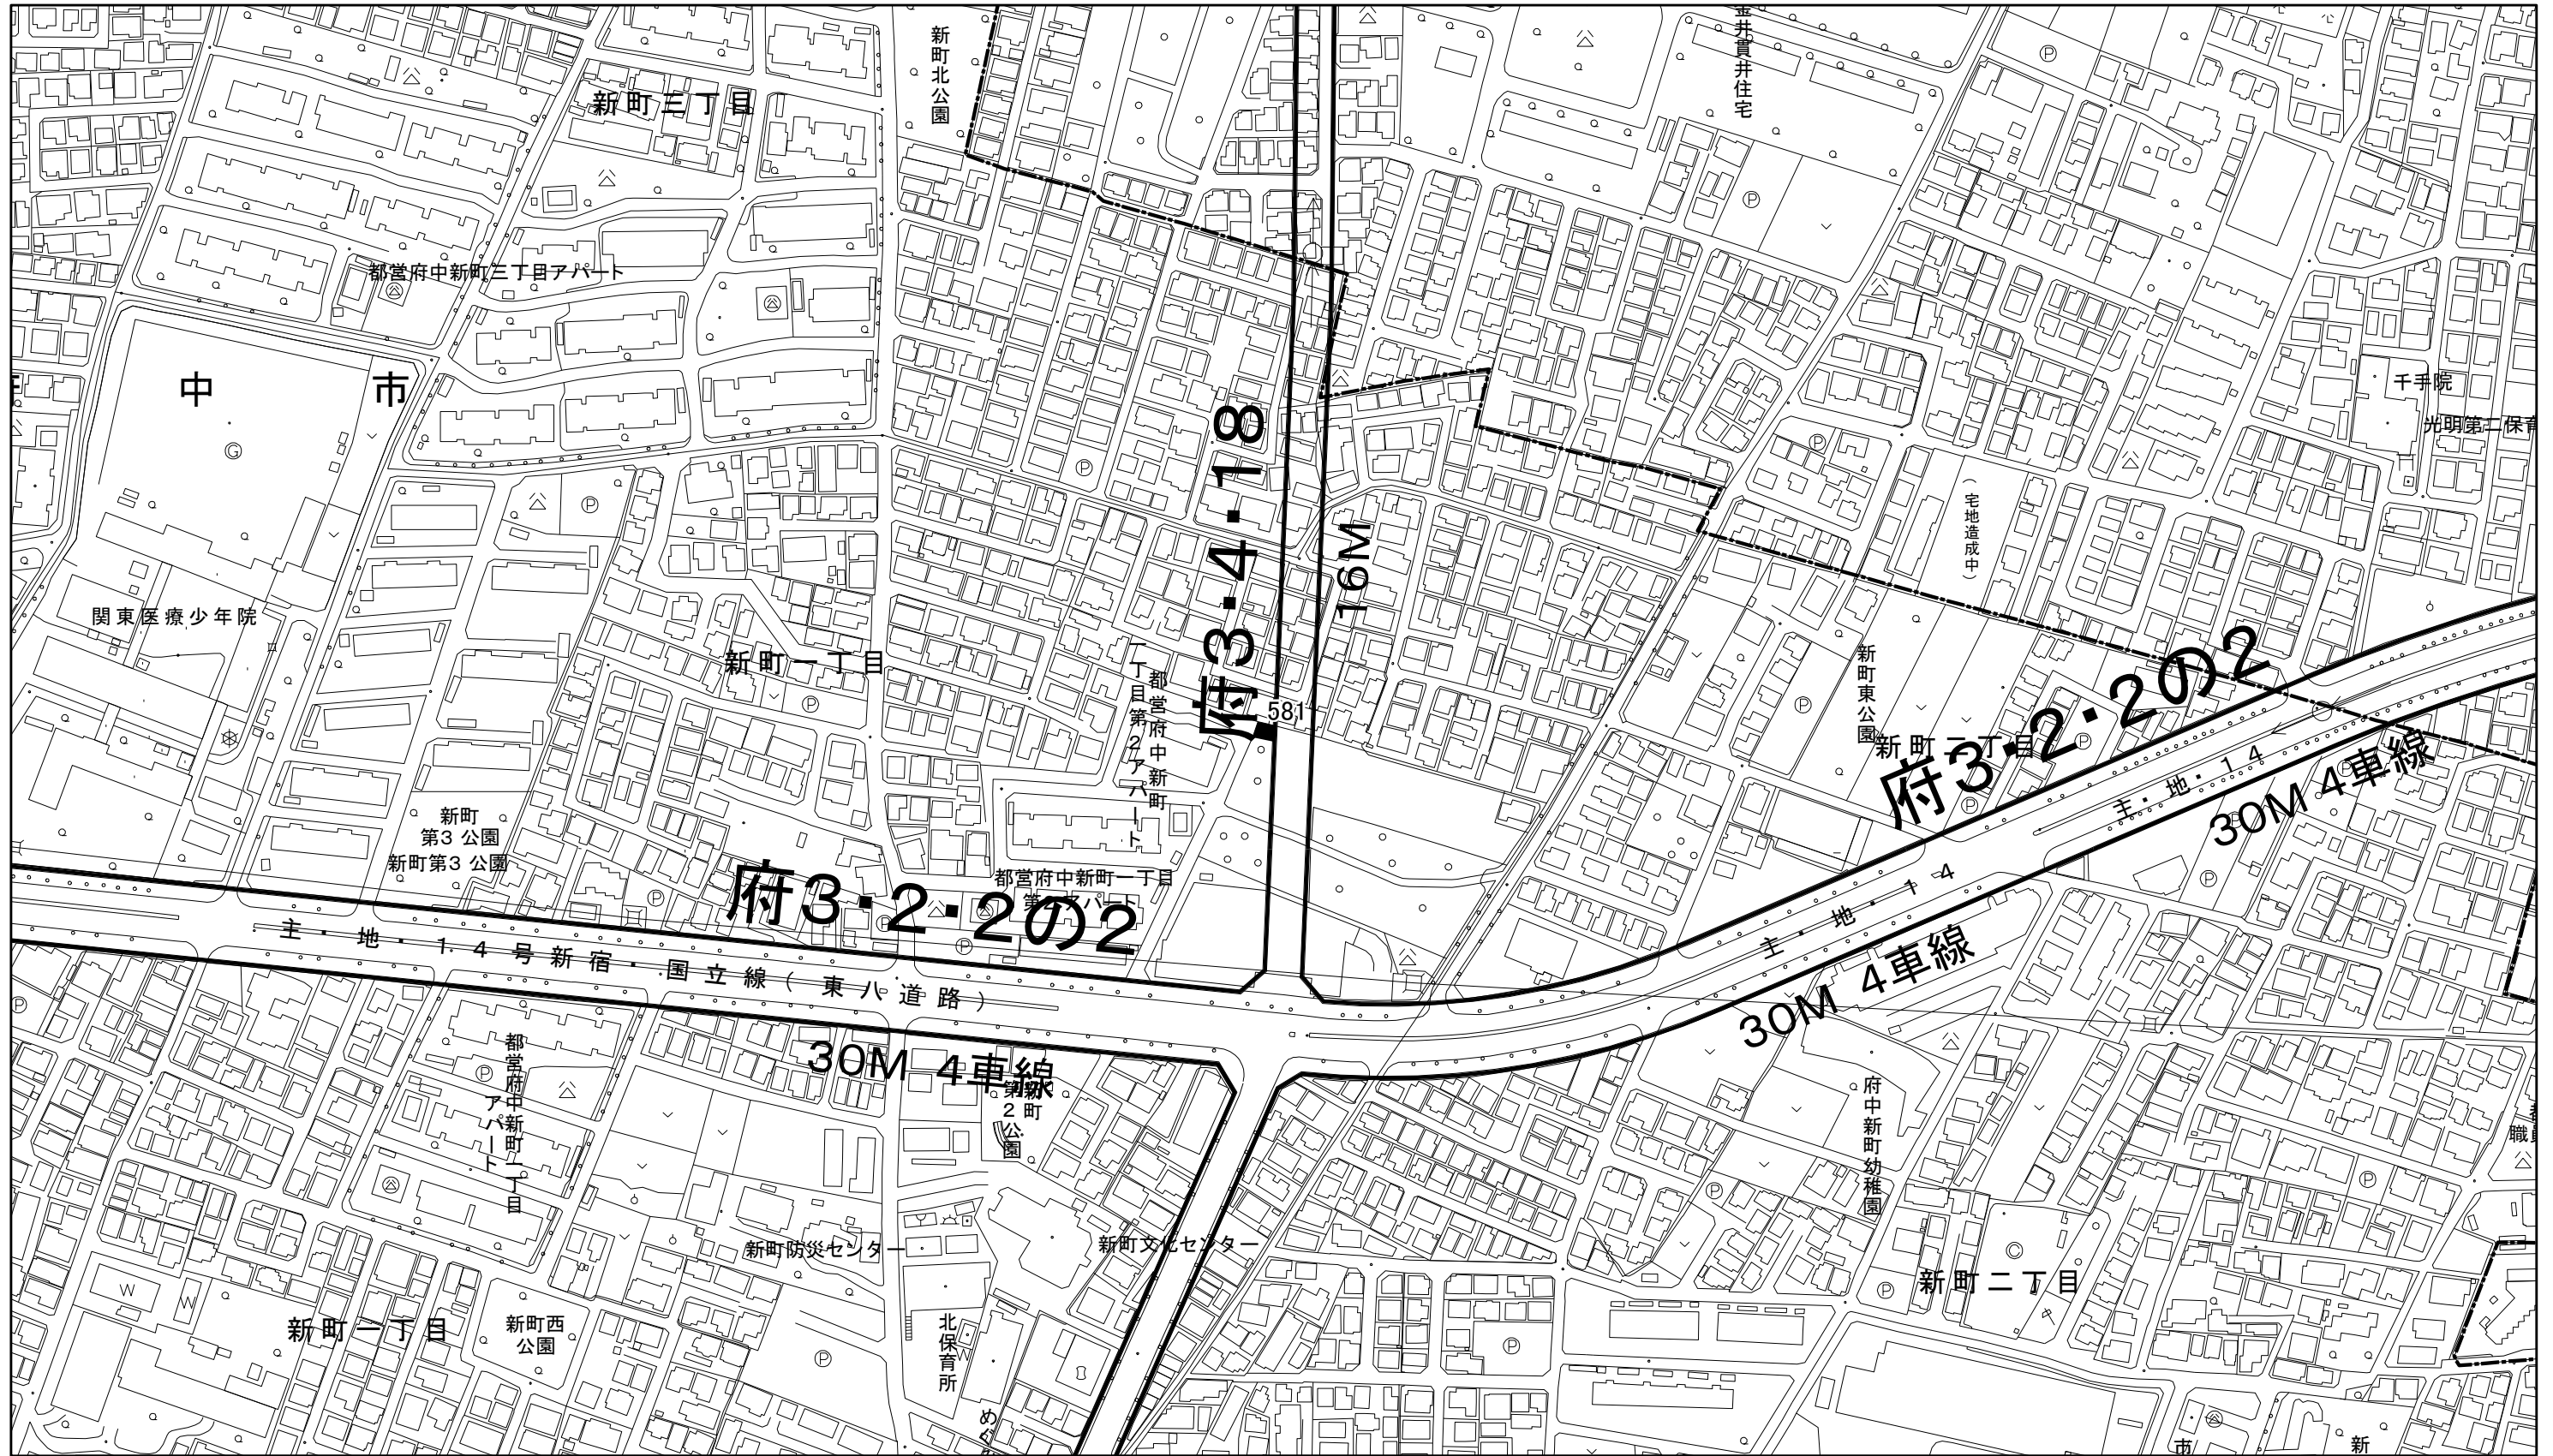 新町北公園
金井貫井住宅
新町三丁目
都営府中新町三丁目アパート
中市
千手院
光明第二保育
府3・4・18
16M
(宅地造成中)
関東医療少年院
新町一丁目
都営府中新町
一丁目第2アパート
581
新町東公園
新町二丁目
府3・2・2の2
主・地・14
30M 4車線
新町
第3公園
新町第3公園
府3・2・2の2
都営府中新町一丁目
主・地・14
30M 4車線
主・地・14号新宿・国立線(東八道路)
30M 4車線
都営府中新町一丁目
アパート
新町
第2公園
府中新町幼稚園
新町防災センター
新町文化センター
新町二丁目
新町一丁目
新町西
公園
北保育所
市
新